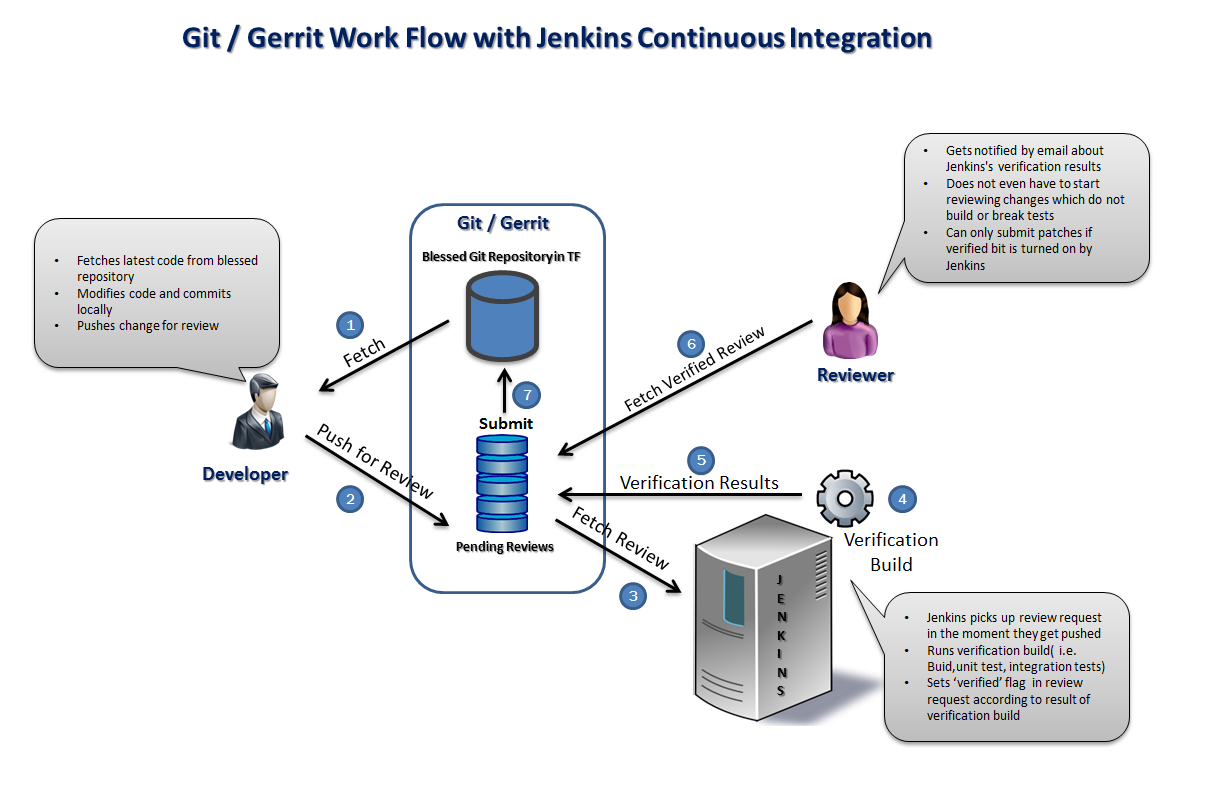 Git / Gerrit Work Flow with Jenkins Continuous Integration
• Gets notified by email about
Jenkins's verification results
• Does not even have to start
reviewing changes which do not
build or break tests
• Can only submit patches if
verified bit is turned on by
Jenkins
Git / Gerrit
Blessed Git Repository in TF
• Fetches latest code from blessed
repository
• Modifies code and commits
locally
• Pushes change for review
1
Fetch
6
Fetch Verified Review
Reviewer
7
Submit
Developer
Push for Review
2
5
Verification Results
4
Verification
Build
Pending Reviews
Fetch Review
3
JENKINS
• Jenkins picks up review request
in the moment they get pushed
• Runs verification build( i.e.
Buid,unit test, integration tests)
• Sets ‘verified’ flag in review
request according to result of
verification build